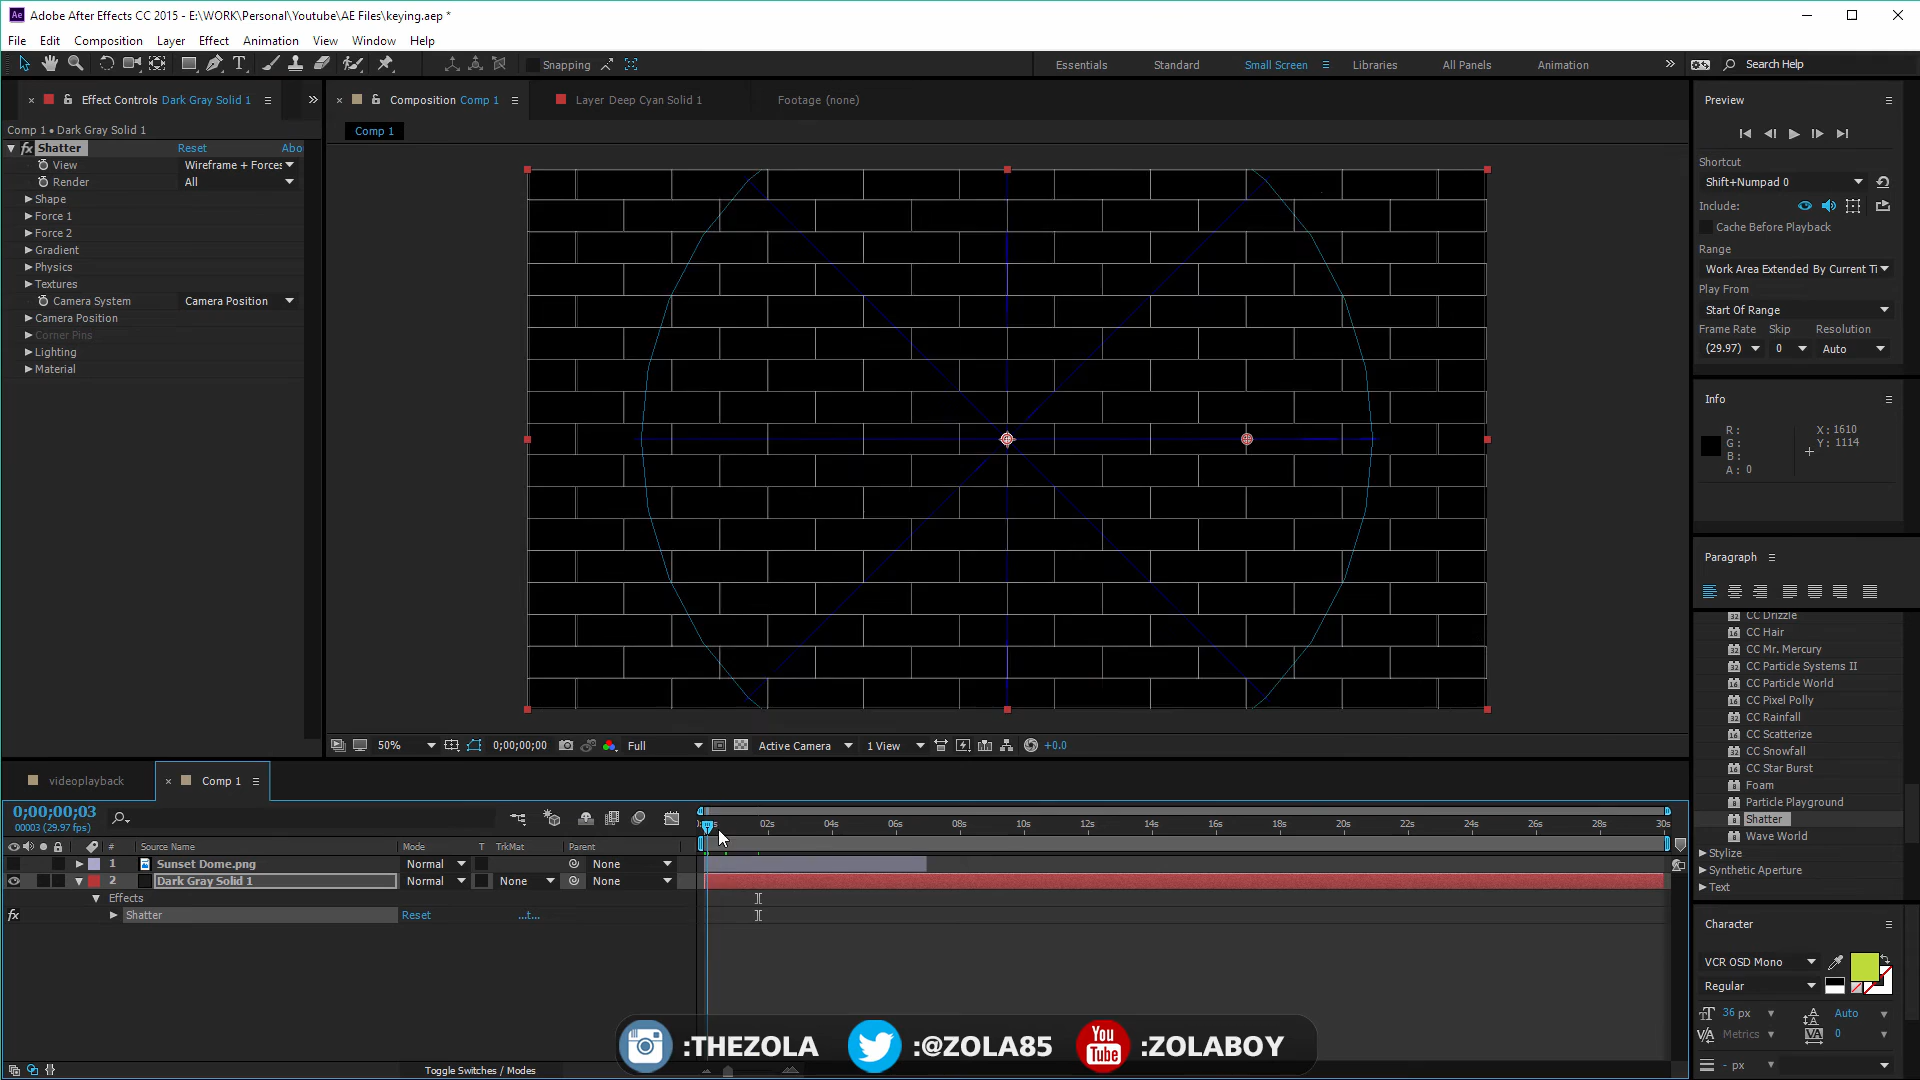 Adobe After Effects CC 2015 - E:\WORK\Personal\Youtube\AE Files\keying.aep *
File Edit Composition Layer Effect Animation View Window Help
Snapping Essentials Standard Small Screen Libraries All Panels Animation Search Help
Effect Controls Dark Gray Solid 1
Composition Comp 1
Layer Deep Cyan Solid 1
Footage (none)
Preview
Comp 1 • Dark Gray Solid 1
Comp 1
Shatter Reset Abo
View Wireframe + Forces
Render All
Shape
Force 1
Force 2
Gradient
Physics
Textures
Camera System Camera Position
Camera Position
Corner Pins
Lighting
Material
Shortcut
Shift+Numpad 0
Include:
Cache Before Playback
Range
Work Area Extended By Current Ti
Play From
Start Of Range
Frame Rate Skip Resolution
(29.97) 0 Auto
Info
R:
G:
B:
A: 0
X: 1610
Y: 1114
Paragraph
CC Drizzle
CC Hair
CC Mr. Mercury
CC Particle Systems II
CC Particle World
CC Pixel Polly
CC Rainfall
CC Scatterize
CC Snowfall
CC Star Burst
Foam
Particle Playground
Shatter
Wave World
Stylize
Synthetic Aperture
Text
Character
VCR OSD Mono
Regular
36 px Auto
Metrics 0
- px
50% 0;00;00;00 Full Active Camera 1 View +0.0
videoplayback
Comp 1
0;00;00;03
00003 (29.97 fps)
02s 04s 06s 08s 10s 12s 14s 16s 18s 20s 22s 24s 26s 28s 30s
# Source Name Mode T TrkMat Parent
1 Sunset Dome.png Normal None
2 Dark Gray Solid 1 Normal None None
Effects
fx Shatter Reset ...t...
:THEZOLA :@ZOLA85 You Tube :ZOLABOY
Toggle Switches / Modes